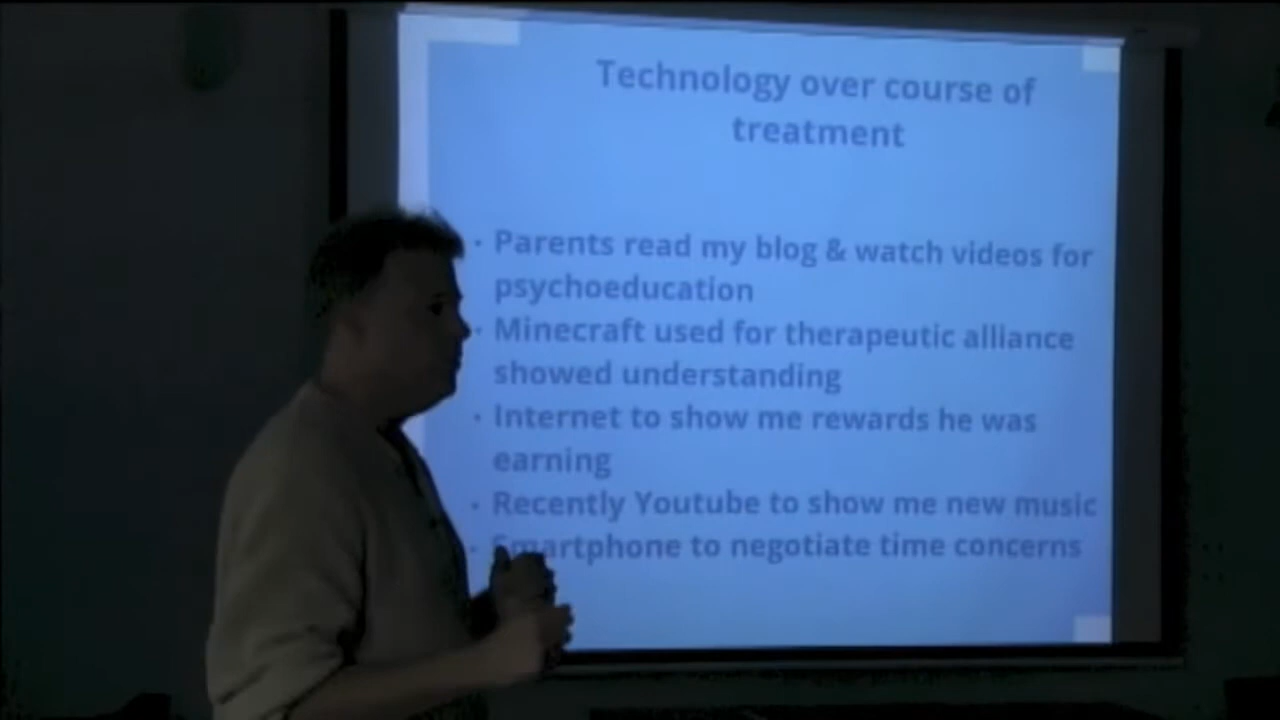 Technology over course of
treatment
· Parents read my blog & watch videos for
psychoeducation
· Minecraft used for therapeutic alliance
showed understanding
· Internet to show me rewards he was
earning
· Recently Youtube to show me new music
· Smartphone to negotiate time concerns